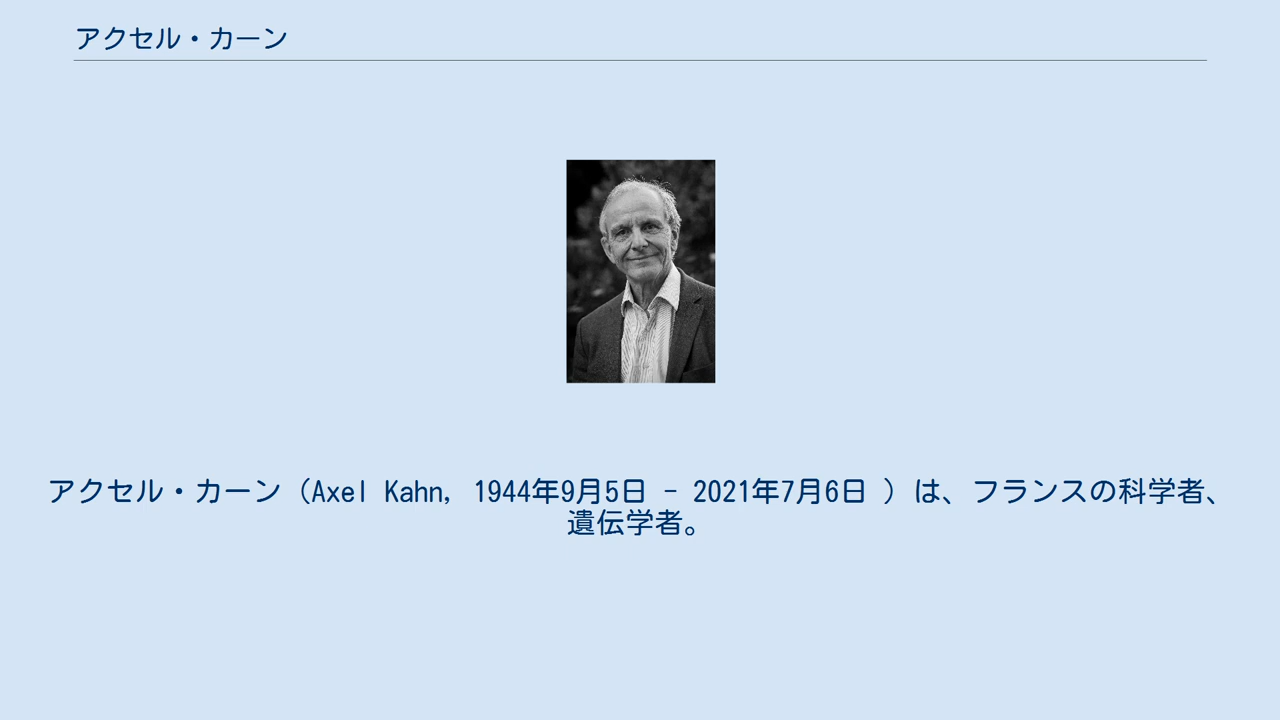 アクセル・カーン
アクセル・カーン（Axel Kahn, 1944年9月5日 - 2021年7月6日 ）は、フランスの科学者、
遺伝学者。